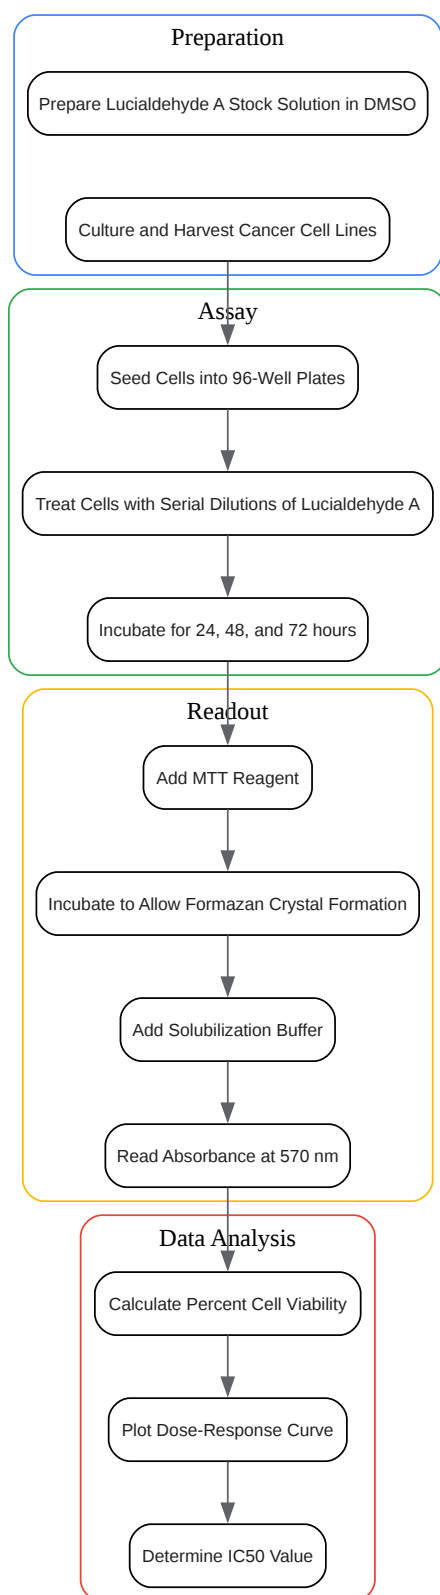 Preparation
Prepare Lucialdehyde A Stock Solution in DMSO
Culture and Harvest Cancer Cell Lines
Assay
Seed Cells into 96-Well Plates
Treat Cells with Serial Dilutions of Lucialdehyde A
Incubate for 24, 48, and 72 hours
Readout
Add MTT Reagent
Incubate to Allow Formazan Crystal Formation
Add Solubilization Buffer
Read Absorbance at 570 nm
Data Analysis
Calculate Percent Cell Viability
Plot Dose-Response Curve
Determine IC50 Value